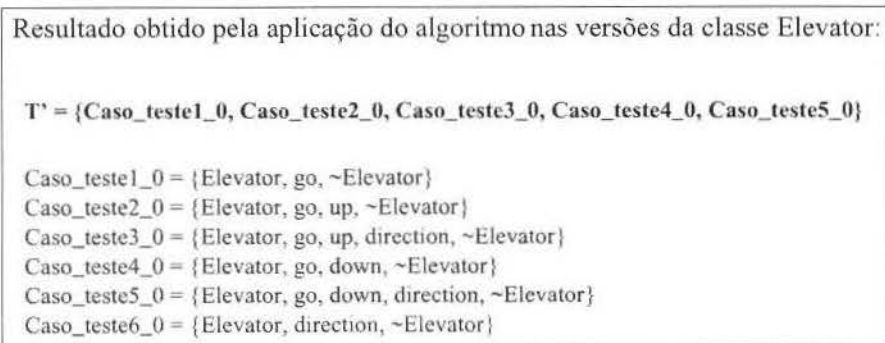 Resultado obtido pela aplicação do algoritmo nas versões da classe Elevator:
T' = {Caso_teste1_0, Caso_teste2_0, Caso_teste3_0, Caso_teste4_0, Caso_teste5_0}
Caso_teste1_0 = {Elevator, go, ~Elevator}
Caso_teste2_0 = {Elevator, go, up, ~Elevator}
Caso_teste3_0 = {Elevator, go, up, direction, ~Elevator}
Caso_teste4_0 = {Elevator, go, down, ~Elevator}
Caso_teste5_0 = {Elevator, go, down, direction, ~Elevator}
Caso_teste6_0 = {Elevator, direction, ~Elevator}